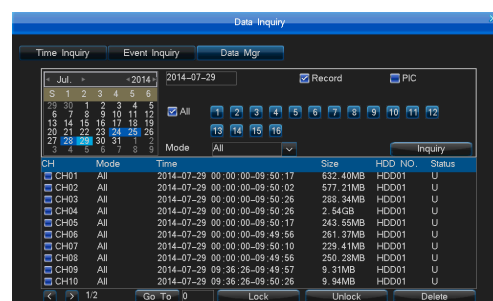 Data Inquiry
Time Inquiry Event Inquiry Data Mgr
Jul. 2014 2014-07-29 Record PIC
S 1 2 3 4 5 6
29 30 1 2 3 4 5
6 7 8 9 10 11 12
13 14 15 16 17 18 19
20 21 22 23 24 25 26
27 28 29 30 31 1 2
3 4 5 6 7 8 9
All 1 2 3 4 5 6 7 8 9 10 11 12
13 14 15 16
Mode All Inquiry
CH Mode Time Size HDD NO. Status
CH01 All 2014-07-29 00:00:00-09:50:17 632.40MB HDD01 U
CH02 All 2014-07-29 00:00:00-09:50:02 577.21MB HDD01 U
CH03 All 2014-07-29 00:00:00-09:50:26 288.34MB HDD01 U
CH04 All 2014-07-29 00:00:00-09:50:26 2.54GB HDD01 U
CH05 All 2014-07-29 00:00:00-09:50:17 243.55MB HDD01 U
CH06 All 2014-07-29 00:00:00-09:49:56 261.37MB HDD01 U
CH07 All 2014-07-29 00:00:00-09:50:10 229.41MB HDD01 U
CH08 All 2014-07-29 00:00:00-09:49:56 250.28MB HDD01 U
CH09 All 2014-07-29 09:36:26-09:49:57 9.31MB HDD01 U
CH10 All 2014-07-29 09:36:26-09:50:26 9.94MB HDD01 U
1/2 Go To 0 Lock Unlock Delete